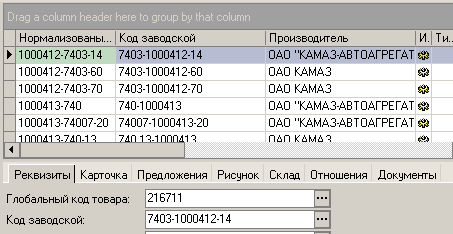 Drag a column header here to group by that column
Нормализованы... Код заводской Производитель И. Ти...
1000412-7403-14 7403-1000412-14 ОАО "КАМАЗ-АВТОАГРЕГАТ
1000412-7403-60 7403-1000412-60 ОАО КАМАЗ
1000412-7403-70 7403-1000412-70 ОАО КАМАЗ
1000413-740 740-1000413 ОАО "КАМАЗ-АВТОАГРЕГАТ
1000413-74007-20 74007-1000413-20 ОАО "КАМАЗ-АВТОАГРЕГАТ
1000413-740-13 740.13-1000413 ОАО КАМАЗ
Реквизиты Карточка Предложения Рисунок Склад Отношения Документы
Глобальный код товара: 216711 ...
Код заводской: 7403-1000412-14 ...